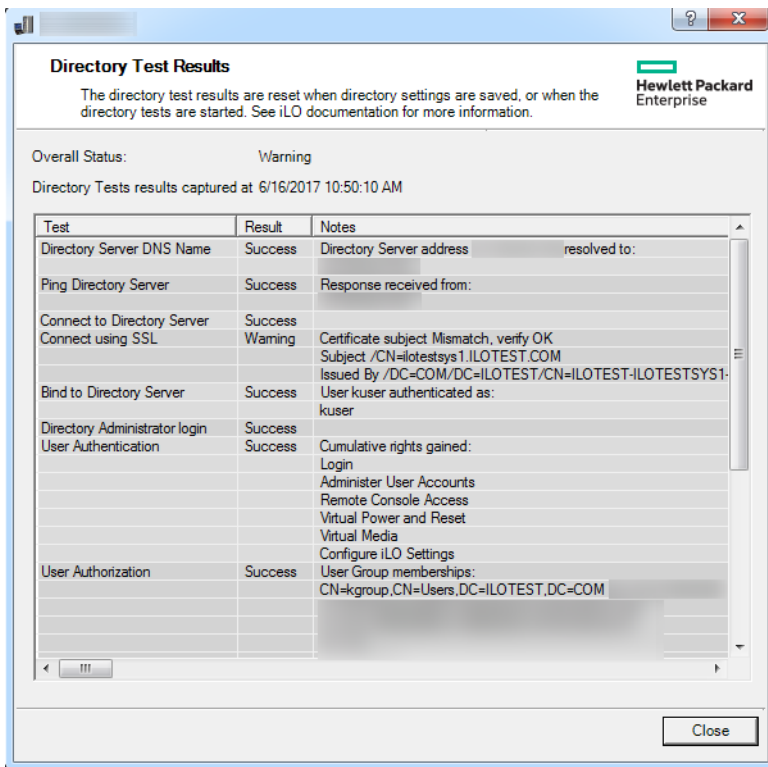 Directory Test Results
The directory test results are reset when directory settings are saved, or when the
directory tests are started. See iLO documentation for more information.
Hewlett Packard
Enterprise
Overall Status: Warning
Directory Tests results captured at 6/16/2017 10:50:10 AM
Test Result Notes
Directory Server DNS Name Success Directory Server address resolved to:
Ping Directory Server Success Response received from:
Connect to Directory Server Success
Connect using SSL Warning Certificate subject Mismatch, verify OK
Subject /CN=ilotestsys1.ILOTEST.COM
Issued By /DC=COM/DC=ILOTEST/CN=ILOTEST-ILOTESTSYS1-
Bind to Directory Server Success User kuser authenticated as:
kuser
Directory Administrator login Success
User Authentication Success Cumulative rights gained:
Login
Administer User Accounts
Remote Console Access
Virtual Power and Reset
Virtual Media
Configure iLO Settings
User Authorization Success User Group memberships:
CN=kgroup,CN=Users,DC=ILOTEST,DC=COM
Close